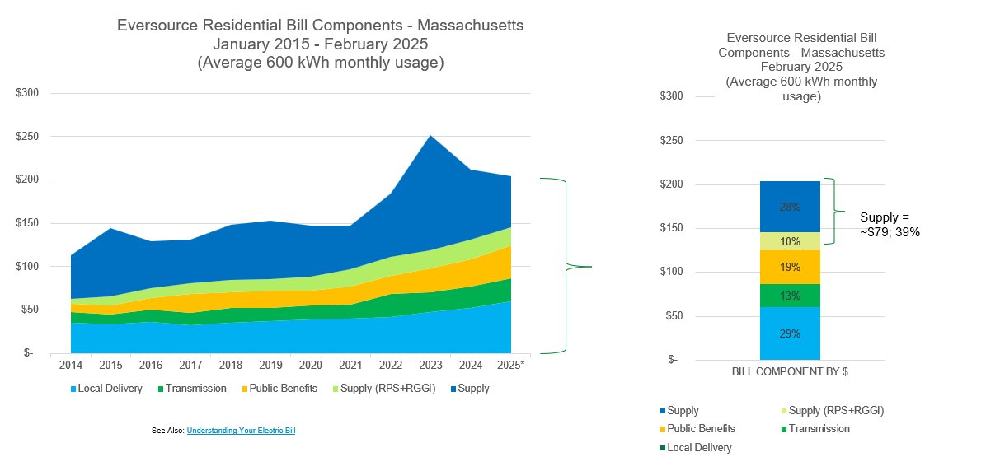 Eversource Residential Bill Components - Massachusetts
January 2015 - February 2025
(Average 600 kWh monthly usage)
$300
$250
$200
$150
$100
$50
$-
2014 2015 2016 2017 2018 2019 2020 2021 2022 2023 2024 2025*
Local Delivery Transmission Public Benefits Supply (RPS+RGGI) Supply
See Also: Understanding Your Electric Bill
Eversource Residential Bill
Components - Massachusetts
February 2025
(Average 600 kWh monthly
usage)
$300
$250
$200
$150
$100
$50
$-
28%
10%
19%
13%
29%
Supply =
~$79; 39%
BILL COMPONENT BY $
Supply Supply (RPS+RGGI)
Public Benefits Transmission
Local Delivery